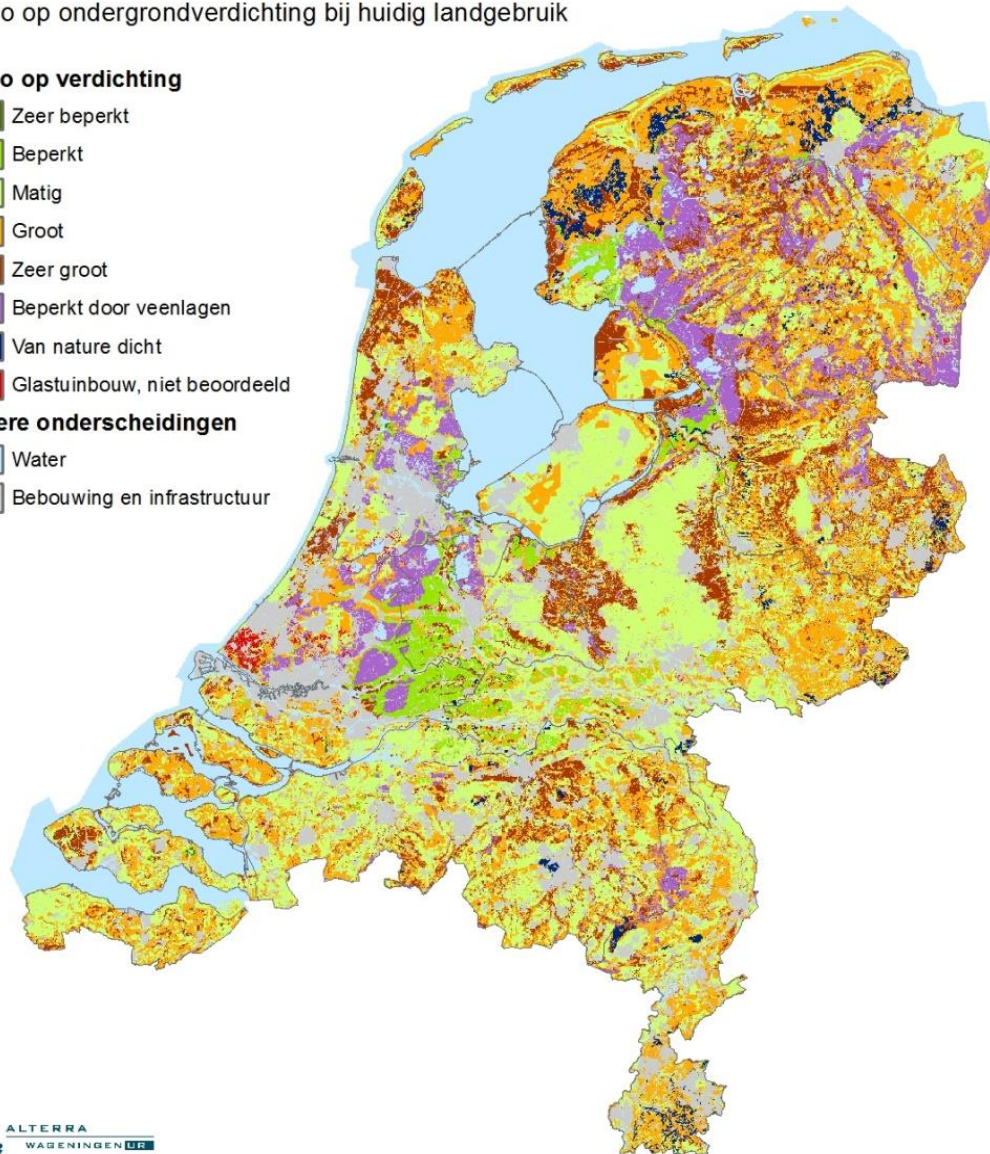 o op ondergrondverdichting bij huidig landgebruik
o op verdichting
Zeer beperkt
Beperkt
Matig
Groot
Zeer groot
Beperkt door veenlagen
Van nature dicht
Glastuinbouw, niet beoordeeld
ere onderscheidingen
Water
Bebouwing en infrastructuur
ALTERRA
WAGENINGEN UR